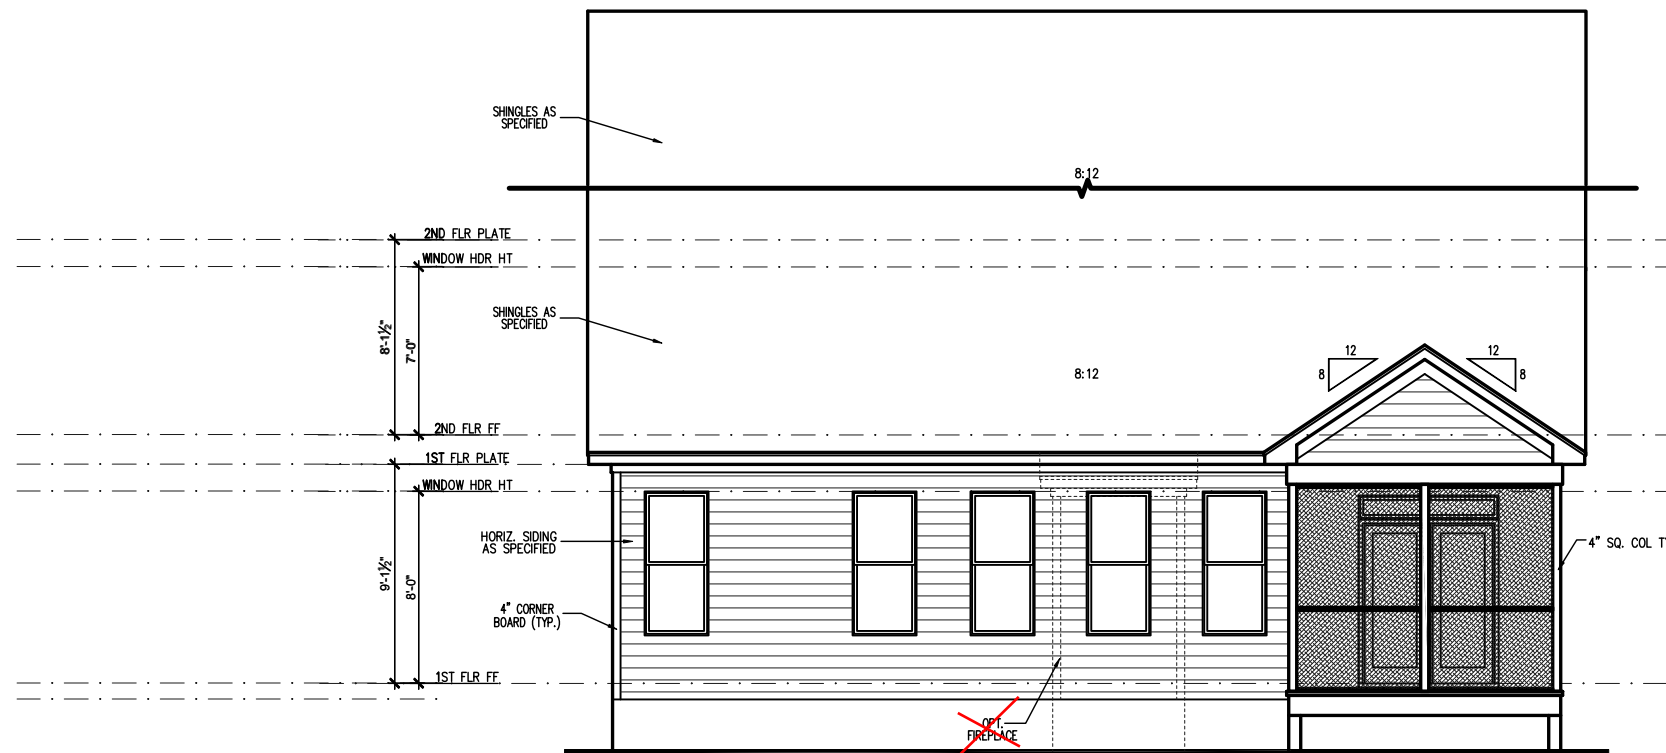 SHINGLES AS
SPECIFIED
8:12
2ND FLR PLATE
WINDOW HDR HT
SHINGLES AS
SPECIFIED
8'-1½"
7'-0"
8:12
12
8
12
8
2ND FLR FF
1ST FLR PLATE
WINDOW HDR HT
HORIZ. SIDING
AS SPECIFIED
4" SQ. COL
9'-1½"
8'-0"
4" CORNER
BOARD (TYP.)
1ST FLR FF
OPT.
FIREPLACE